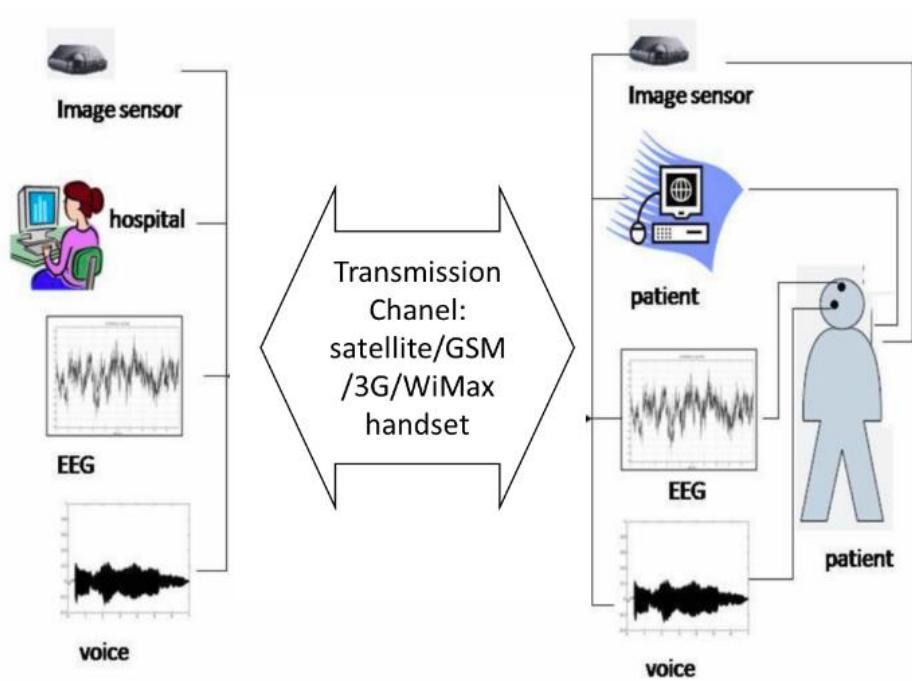 Image sensor
hospital
EEG
voice
Transmission
Chanel:
satellite/GSM
/3G/WiMax
handset
Image sensor
patient
EEG
voice
patient